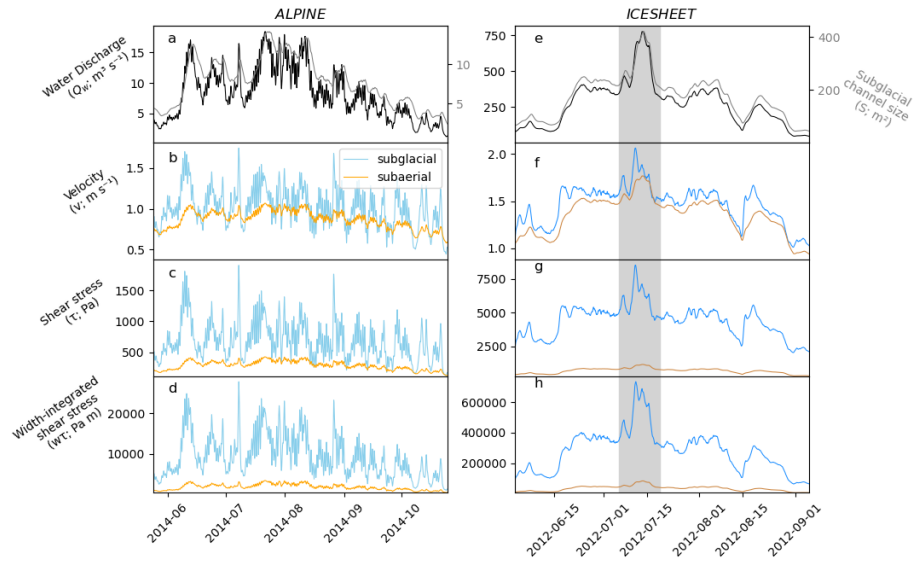 ALPINE
ICESHEET
Water Discharge
(Qw; m³ s⁻¹)
a
15
10
5
10
5
e
750
500
250
400
200
Subglacial
channel size
(S; m²)
Velocity
(v; m s⁻¹)
b
subglacial
subaerial
1.5
1.0
0.5
f
2.0
1.5
1.0
Shear stress
(τ; Pa)
c
1500
1000
500
g
7500
5000
2500
Width-integrated
shear stress
(wτ; Pa m)
d
20000
10000
h
600000
400000
200000
2014-06
2014-07
2014-08
2014-09
2014-10
2012-06-15
2012-07-01
2012-07-15
2012-08-01
2012-08-15
2012-09-01